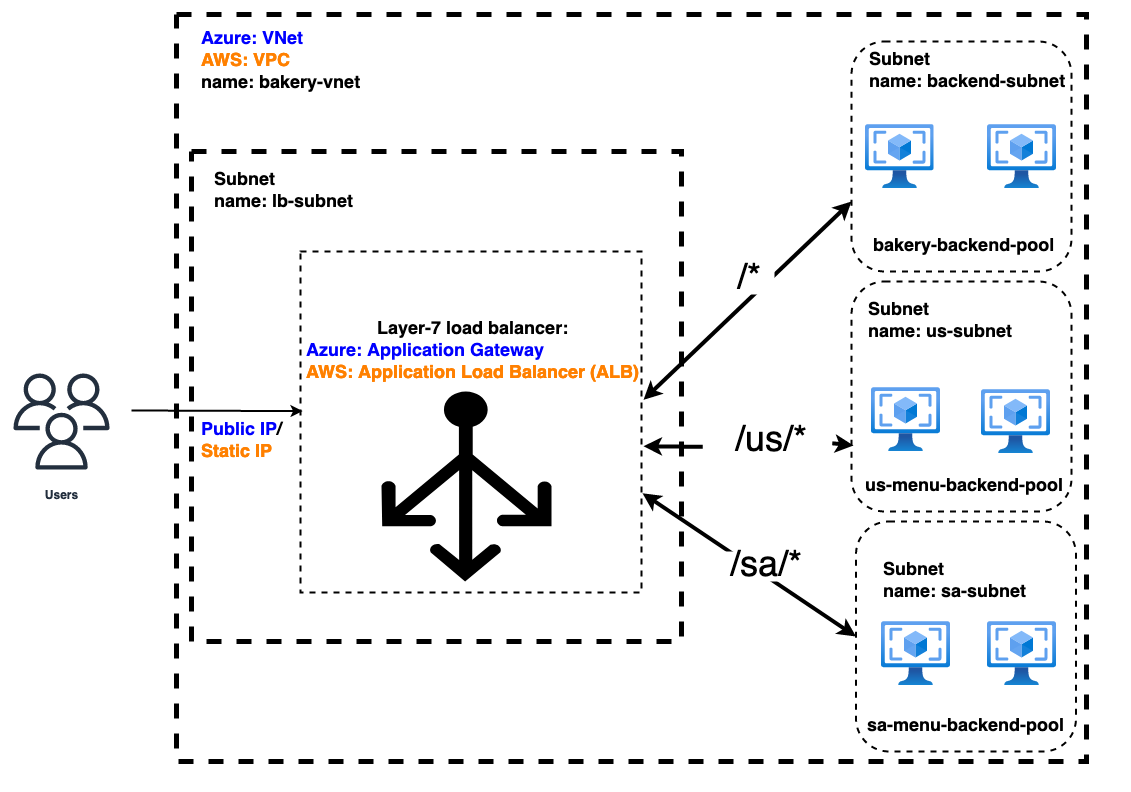 Azure: VNet
AWS: VPC
name: bakery-vnet
Subnet
name: lb-subnet
Layer-7 load balancer:
Azure: Application Gateway
AWS: Application Load Balancer (ALB)
Users
Public IP/
Static IP
/*
/us/*
/sa/*
Subnet
name: backend-subnet
bakery-backend-pool
Subnet
name: us-subnet
us-menu-backend-pool
Subnet
name: sa-subnet
sa-menu-backend-pool